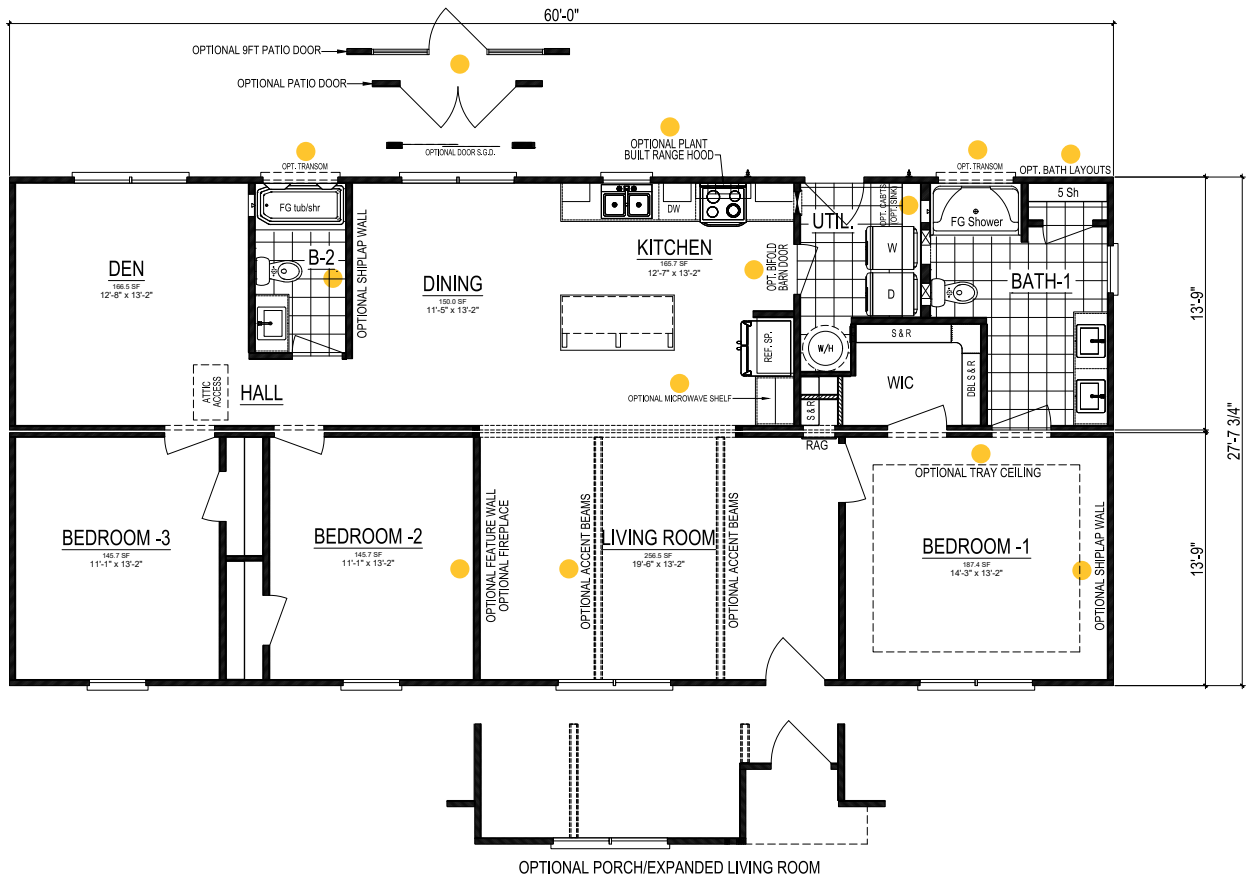 60'-0"
OPTIONAL 9FT PATIO DOOR
OPTIONAL PATIO DOOR
OPTIONAL DOOR S.G.D.
OPT. TRANSOM
OPTIONAL PLANT
BUILT RANGE HOOD
OPT. TRANSOM
OPT. BATH LAYOUTS
FG tub/shr
B-2
OPTIONAL SHIPLAP WALL
DEN
166.5 SF
12'-8" x 13'-2"
DINING
150.0 SF
11'-5" x 13'-2"
DW
KITCHEN
165.7 SF
12'-7" x 13'-2"
OPT. BIFOLD
BARN DOOR
UTIL.
OPT. CAB'TS
(OPT. SINK)
W
D
FG Shower
5 Sh
BATH-1
13'-9"
REF. SP.
W/H
S & R
WIC
DBL S & R
S & R
OPTIONAL MICROWAVE SHELF
ATTIC
ACCESS
HALL
RAG
27'-7 3/4"
BEDROOM -3
145.7 SF
11'-1" x 13'-2"
BEDROOM -2
145.7 SF
11'-1" x 13'-2"
OPTIONAL FEATURE WALL
OPTIONAL FIREPLACE
OPTIONAL ACCENT BEAMS
LIVING ROOM
256.5 SF
19'-6" x 13'-2"
OPTIONAL ACCENT BEAMS
OPTIONAL TRAY CEILING
BEDROOM -1
187.4 SF
14'-3" x 13'-2"
OPTIONAL SHIPLAP WALL
13'-9"
OPTIONAL PORCH/EXPANDED LIVING ROOM